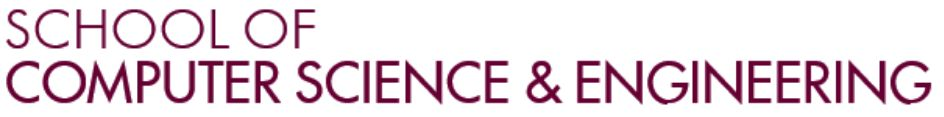 SCHOOL OF
COMPUTER SCIENCE & ENGINEERING